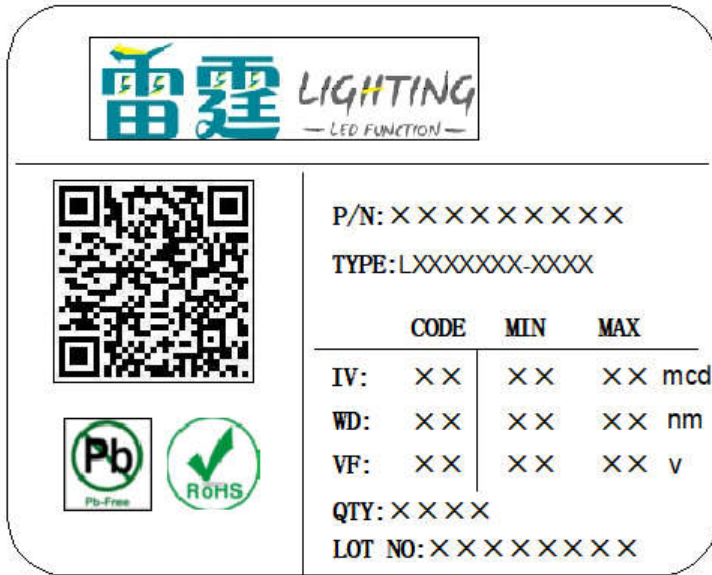 雷霆 LIGHTING
— LED FUNCTION —
P/N:×××××××××
TYPE:LXXXXXXX-XXXX
CODE MIN MAX
IV: ×× ×× ×× mcd
WD: ×× ×× ×× nm
VF: ×× ×× ×× v
Pb
Pb-Free
RoHS
QTY:××××
LOT NO:××××××××